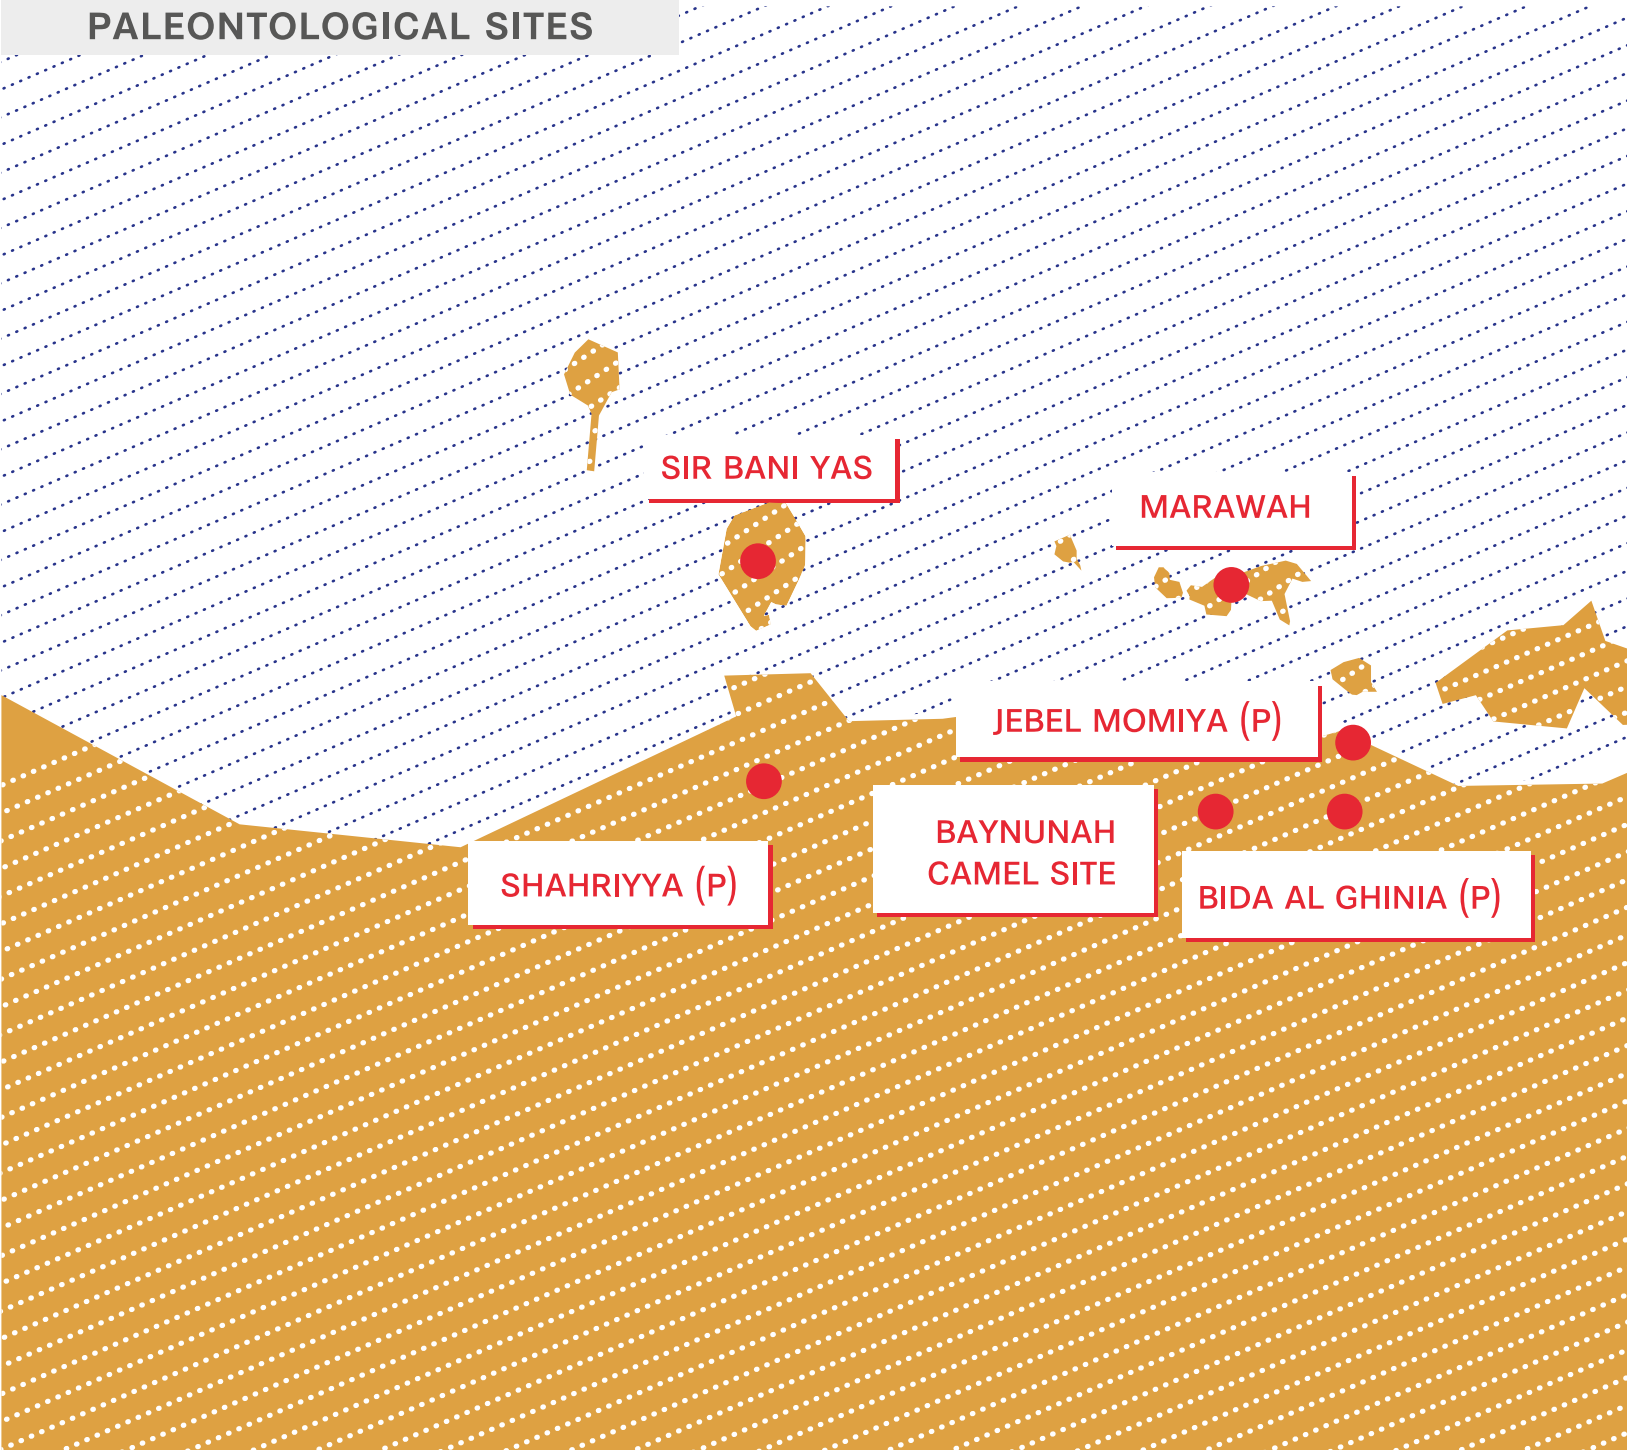 PALEONTOLOGICAL SITES
SIR BANI YAS
MARAWAH
JEBEL MOMIYA (P)
BAYNUNAH
CAMEL SITE
SHAHRIYYA (P)
BIDA AL GHINIA (P)